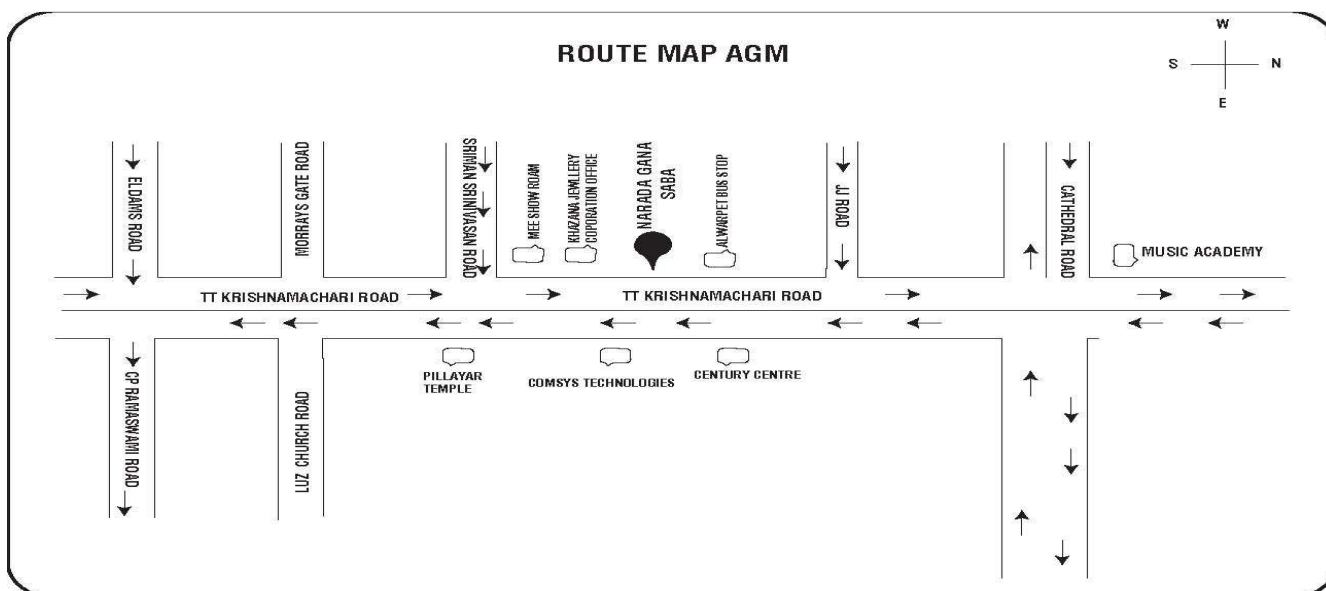 W
ROUTE MAP AGM
S
N
E
ELDAMS ROAD
MORRAYS GATE ROAD
SRIMAN SRINIVASAN ROAD
MEE SHOW ROAM
KHAZANA JEWLLERY
COPORATION OFFICE
NARADA GANA
SABA
ALWARPET BUS STOP
JJ ROAD
CATHEDRAL ROAD
MUSIC ACADEMY
TT KRISHNAMACHARI ROAD
TT KRISHNAMACHARI ROAD
CP RAMASWAMI ROAD
LUZ CHURCH ROAD
PILLAYAR
TEMPLE
COMSYS TECHNOLOGIES
CENTURY CENTRE